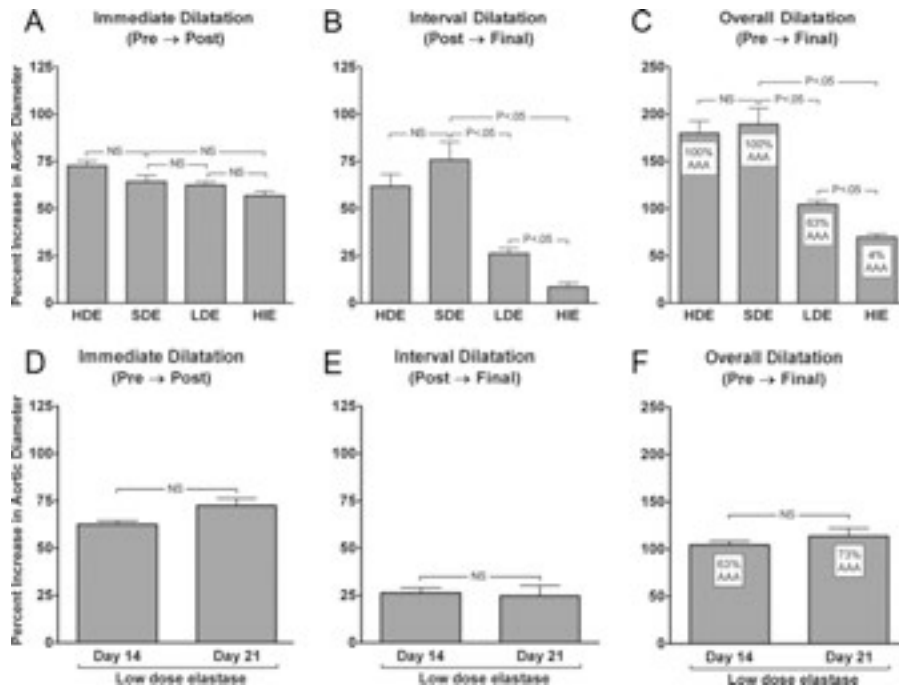 A
Immediate Dilatation
(Pre → Post)
Percent Increase in Aortic Diameter
125
100
75
50
25
0
NS
NS
NS
NS
HDE SDE LDE HIE
B
Interval Dilatation
(Post → Final)
125
100
75
50
25
0
P<.05
NS
P<.05
P<.05
HDE SDE LDE HIE
C
Overall Dilatation
(Pre → Final)
250
200
150
100
50
0
P<.05
NS
P<.05
P<.05
100%
AAA
100%
AAA
63%
AAA
4%
AAA
HDE SDE LDE HIE
D
Immediate Dilatation
(Pre → Post)
Percent Increase in Aortic Diameter
125
100
75
50
25
0
NS
Day 14 Day 21
Low dose elastase
E
Interval Dilatation
(Post → Final)
125
100
75
50
25
0
NS
Day 14 Day 21
Low dose elastase
F
Overall Dilatation
(Pre → Final)
250
200
150
100
50
0
NS
63%
AAA
73%
AAA
Day 14 Day 21
Low dose elastase